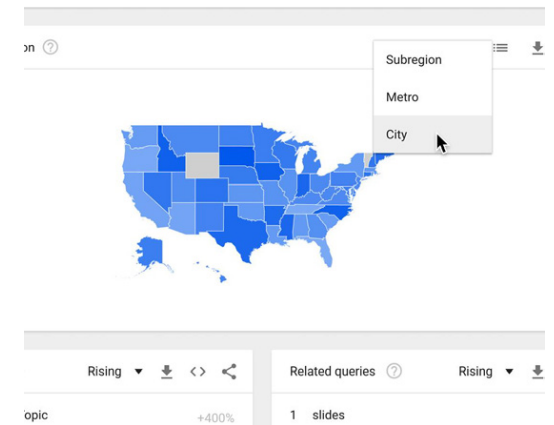 on
Subregion
Metro
City
Rising
Related queries
Rising
opic
+400%
1 slides